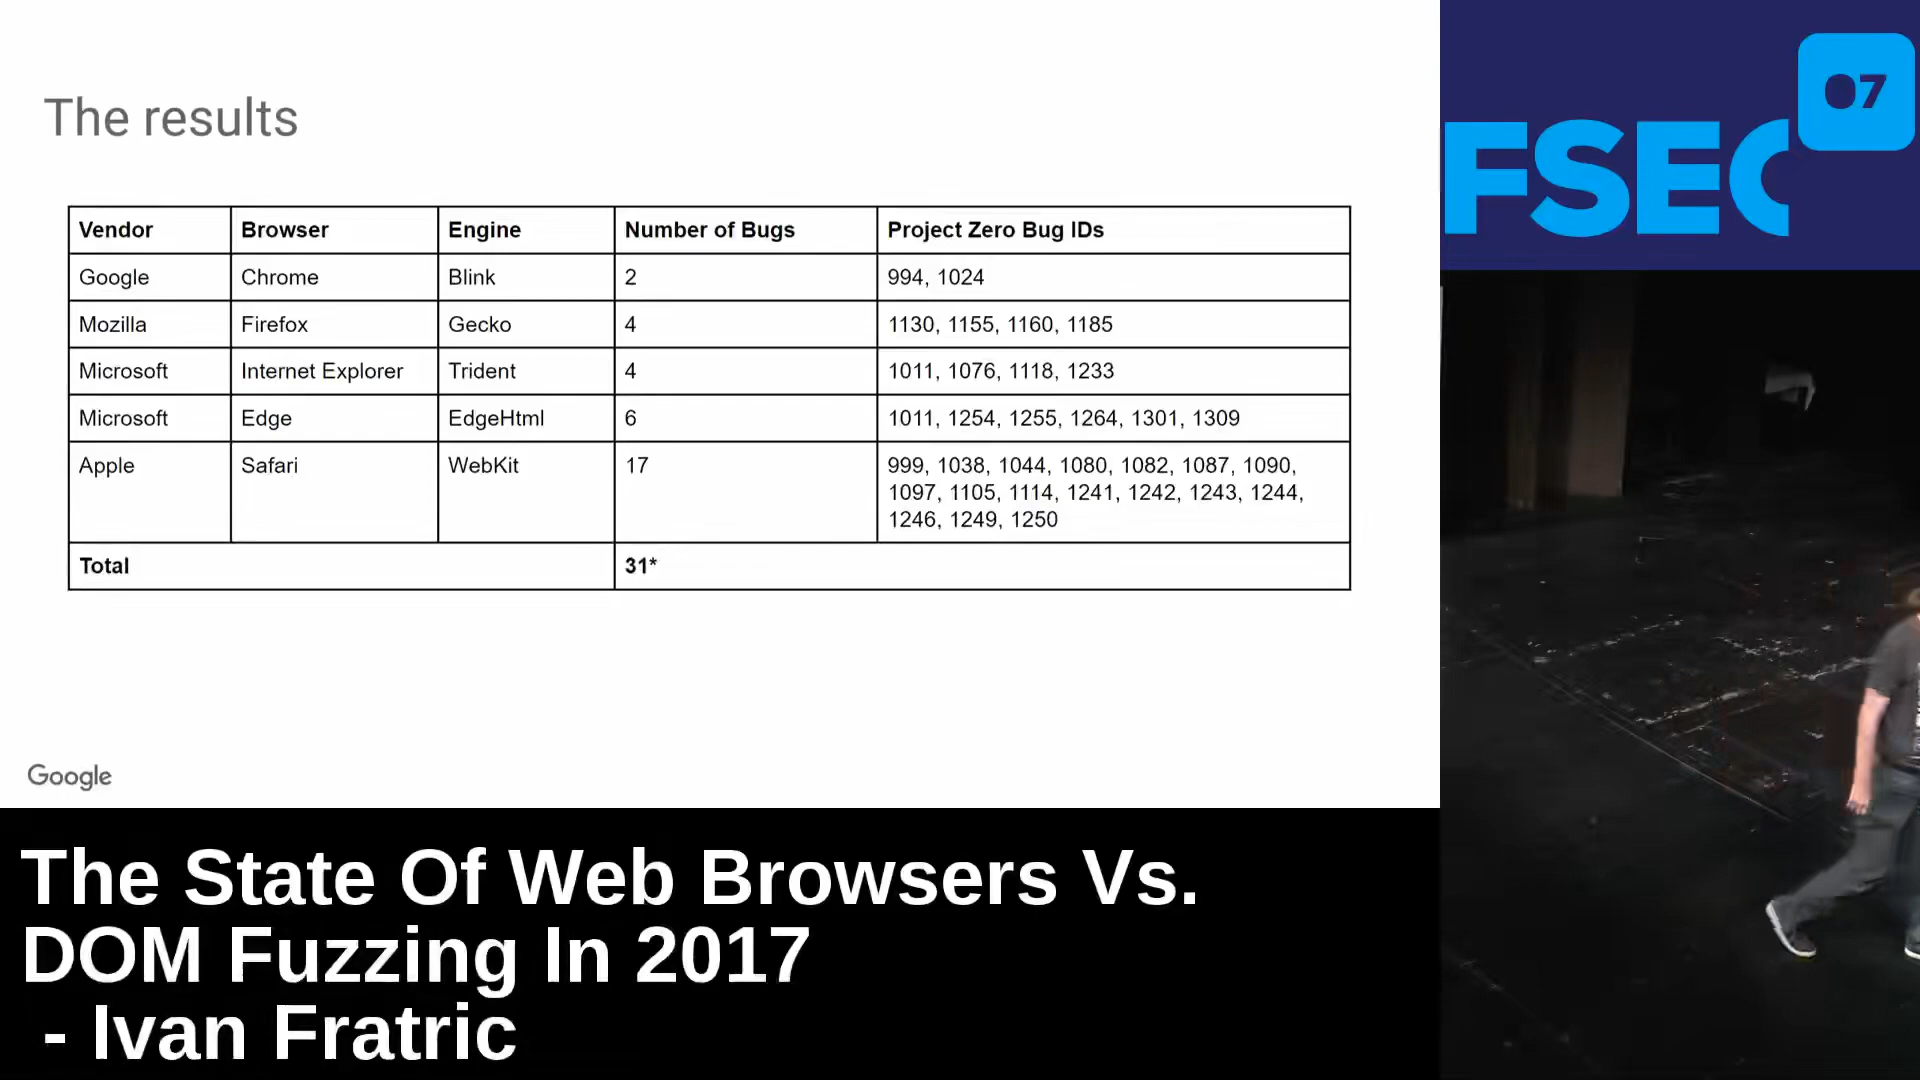 The results
Vendor Browser Engine Number of Bugs Project Zero Bug IDs
Google Chrome Blink 2 994, 1024
Mozilla Firefox Gecko 4 1130, 1155, 1160, 1185
Microsoft Internet Explorer Trident 4 1011, 1076, 1118, 1233
Microsoft Edge EdgeHtml 6 1011, 1254, 1255, 1264, 1301, 1309
Apple Safari WebKit 17 999, 1038, 1044, 1080, 1082, 1087, 1090,
1097, 1105, 1114, 1241, 1242, 1243, 1244,
1246, 1249, 1250
Total 31*
Google
07
FSEC
The State Of Web Browsers Vs.
DOM Fuzzing In 2017
- Ivan Fratric